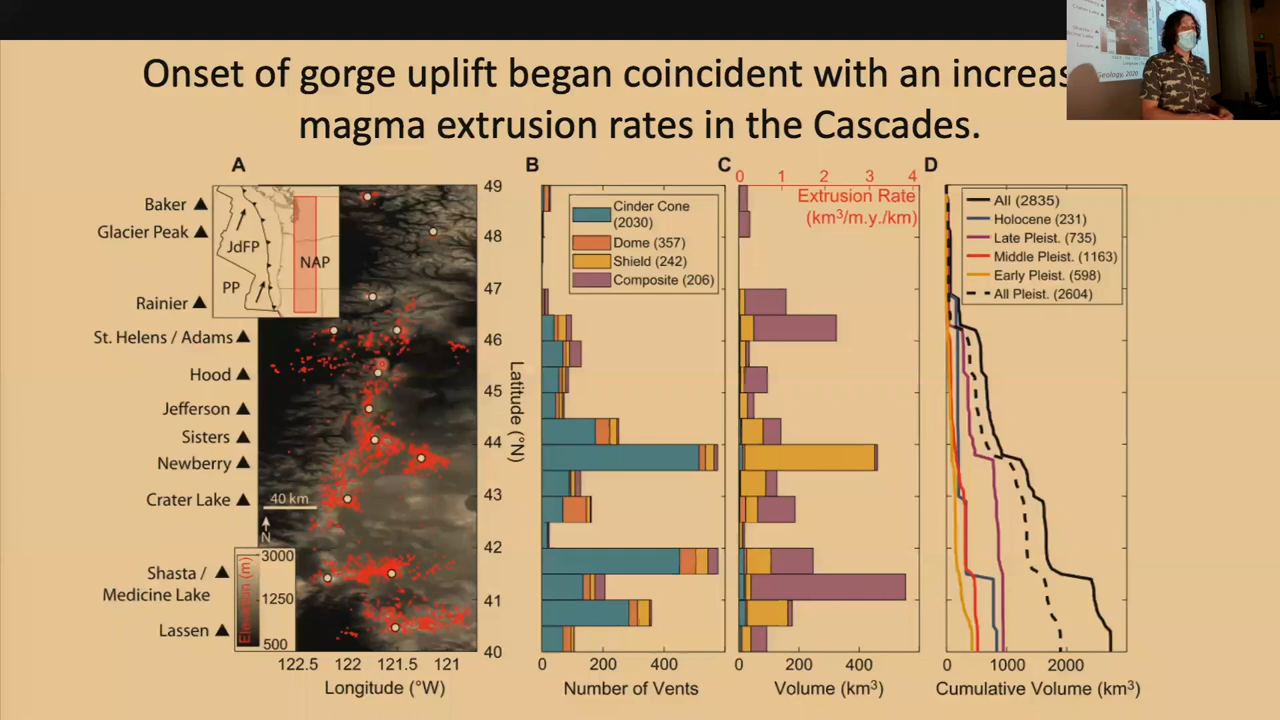 Onset of gorge uplift began coincident with an increas
magma extrusion rates in the Cascades.
A
Baker
Glacier Peak
Rainier
St. Helens / Adams
Hood
Jefferson
Sisters
Newberry
Crater Lake
Shasta /
Medicine Lake
Lassen
JdFP
NAP
PP
40 km
N
Elevation (m)
3000
1250
500
122.5 122 121.5 121
Longitude (°W)
49
48
47
46
45
44
43
42
41
40
Latitude (°N)
B
Cinder Cone
(2030)
Dome (357)
Shield (242)
Composite (206)
0 200 400
Number of Vents
C
0 1 2 3 4
Extrusion Rate
(km³/m.y./km)
0 200 400
Volume (km³)
D
All (2835)
Holocene (231)
Late Pleist. (735)
Middle Pleist. (1163)
Early Pleist. (598)
All Pleist. (2604)
0 1000 2000
Cumulative Volume (km³)
Geology, 2020